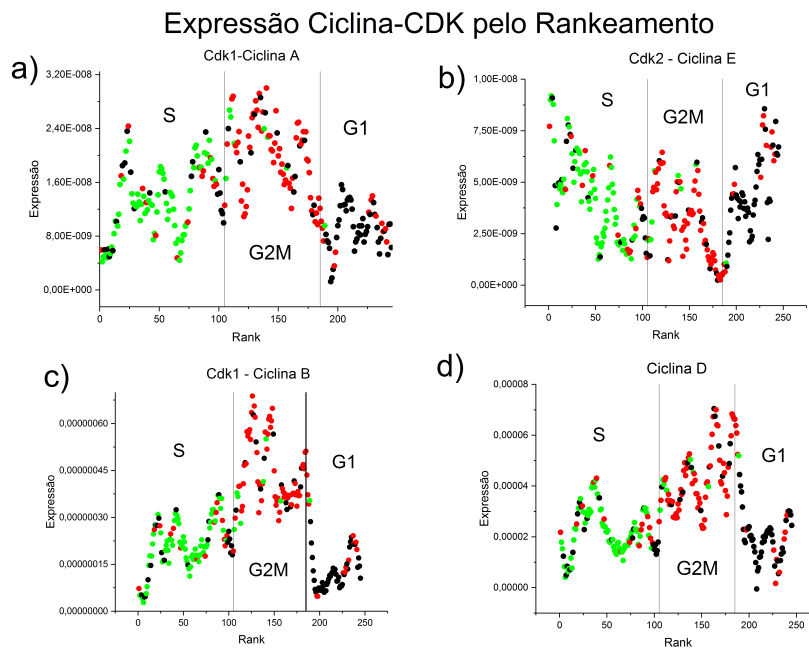 Expressão Ciclina-CDK pelo Rankeamento
a)
Cdk1-Ciclina A
3,20E-008
2,40E-008
1,60E-008
8,00E-009
0,00E+000
Expressão
S
G2M
G1
0 50 100 150 200
Rank
b)
Cdk2 - Ciclina E
1,00E-008
7,50E-009
5,00E-009
2,50E-009
0,00E+000
Expressão
S
G2M
G1
0 50 100 150 200 250
Rank
c)
Cdk1 - Ciclina B
0,00000060
0,00000045
0,00000030
0,00000015
0,00000000
Expressão
S
G2M
G1
0 50 100 150 200 250
Rank
d)
Ciclina D
0,00008
0,00006
0,00004
0,00002
0,00000
Expressão
S
G2M
G1
0 50 100 150 200 250
Rank